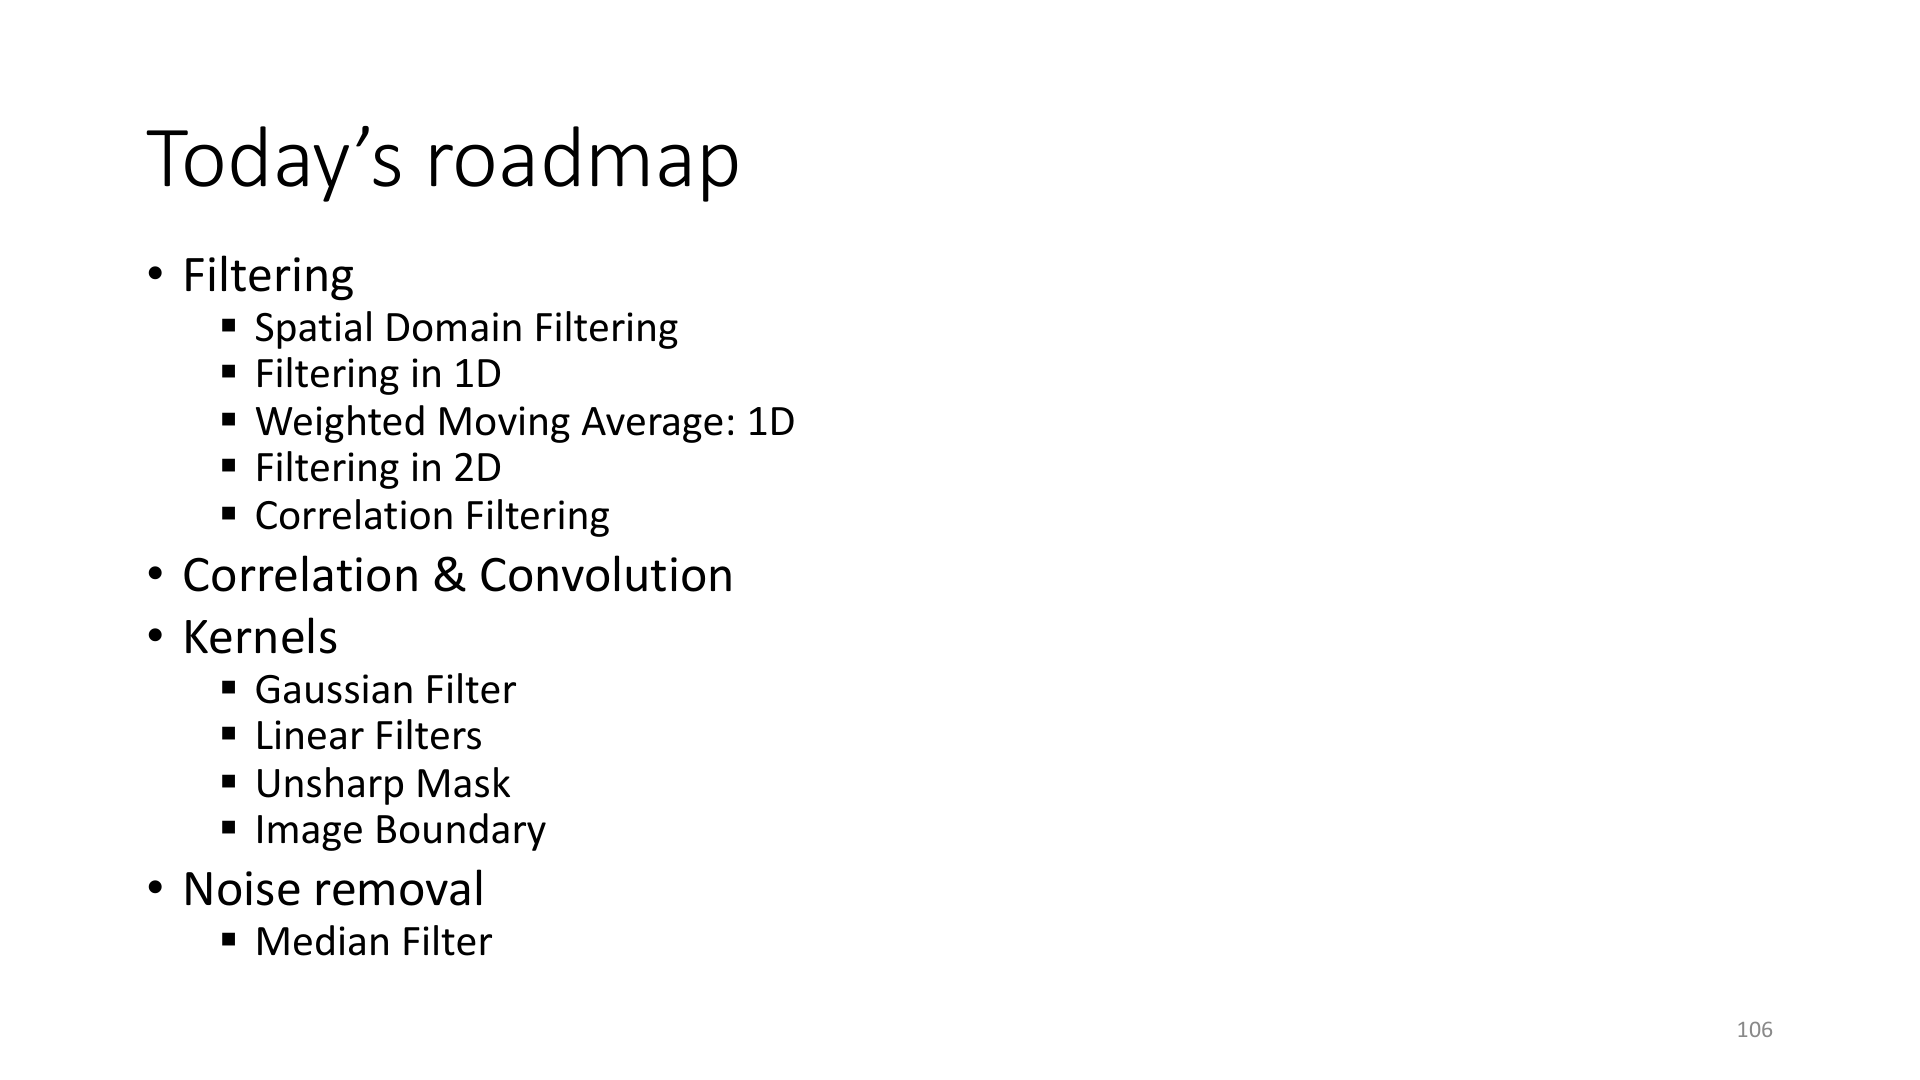 Today’s roadmap
• Filtering
▪ Spatial Domain Filtering
▪ Filtering in 1D
▪ Weighted Moving Average: 1D
▪ Filtering in 2D
▪ Correlation Filtering
• Correlation & Convolution
• Kernels
▪ Gaussian Filter
▪ Linear Filters
▪ Unsharp Mask
▪ Image Boundary
• Noise removal
▪ Median Filter
106